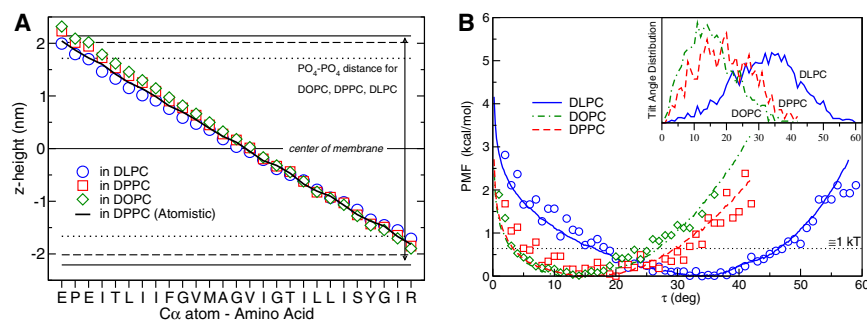 A
z-height (nm)
2
1
0
-1
-2
PO4-PO4 distance for
DOPC, DPPC, DLPC
center of membrane
in DLPC
in DPPC
in DOPC
in DPPC (Atomistic)
E P E I T L I I F G V M A G V I G T I L L I S Y G I R
Cα atom - Amino Acid
B
PMF (kcal/mol)
6
5
4
3
2
1
0
DLPC
DOPC
DPPC
≡1 kT
0 10 20 30 40 50 60
τ (deg)
Tilt Angle Distribution
DLPC
DPPC
DOPC
0 10 20 30 40 50 60